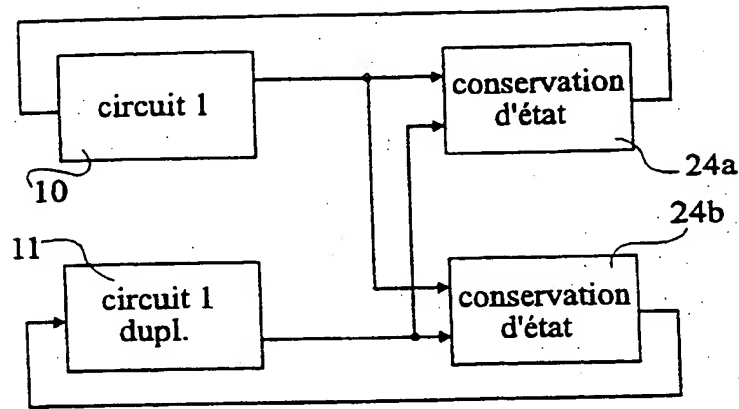 circuit 1
conservation
d'état
10
24a
24b
11
circuit 1
dupl.
conservation
d'état